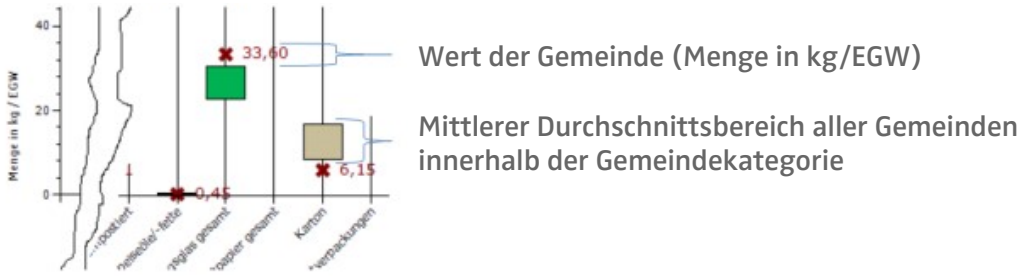 40
33,60
Wert der Gemeinde (Menge in kg/EGW)
Menge in kg / EGW
20
Mittlerer Durchschnittsbereich aller Gemeinden
innerhalb der Gemeindekategorie
6,15
0
0,45
Karton